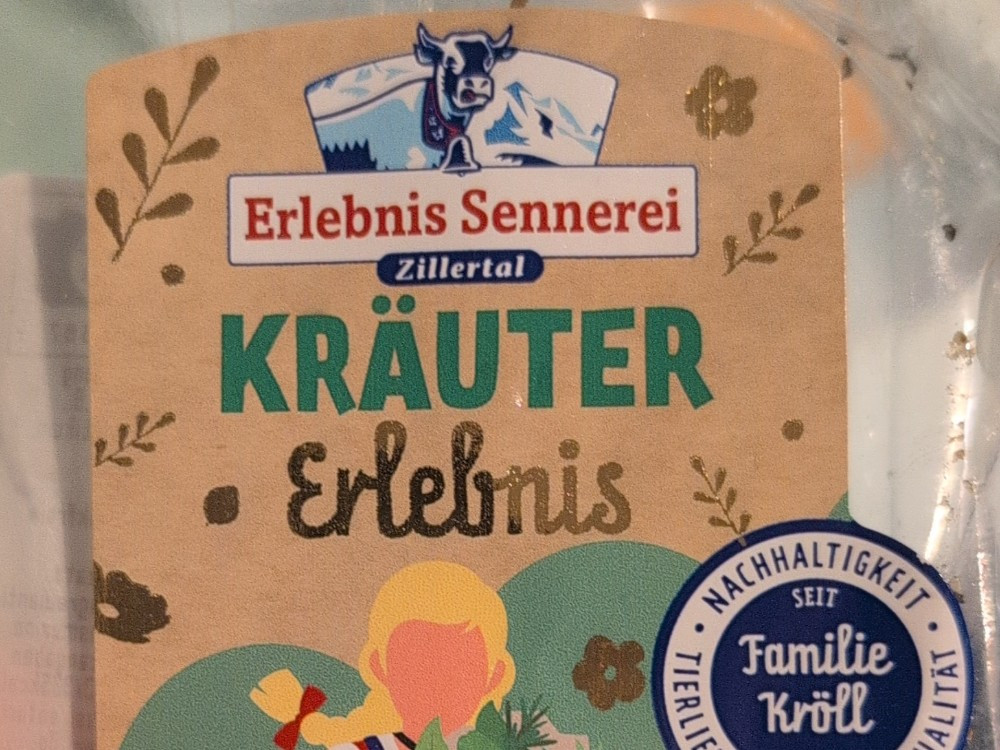 Erlebnis Sennerei
Zillertal
KRÄUTER
Erlebnis
NACHHALTIGKEIT
SEIT
Familie
Kröll